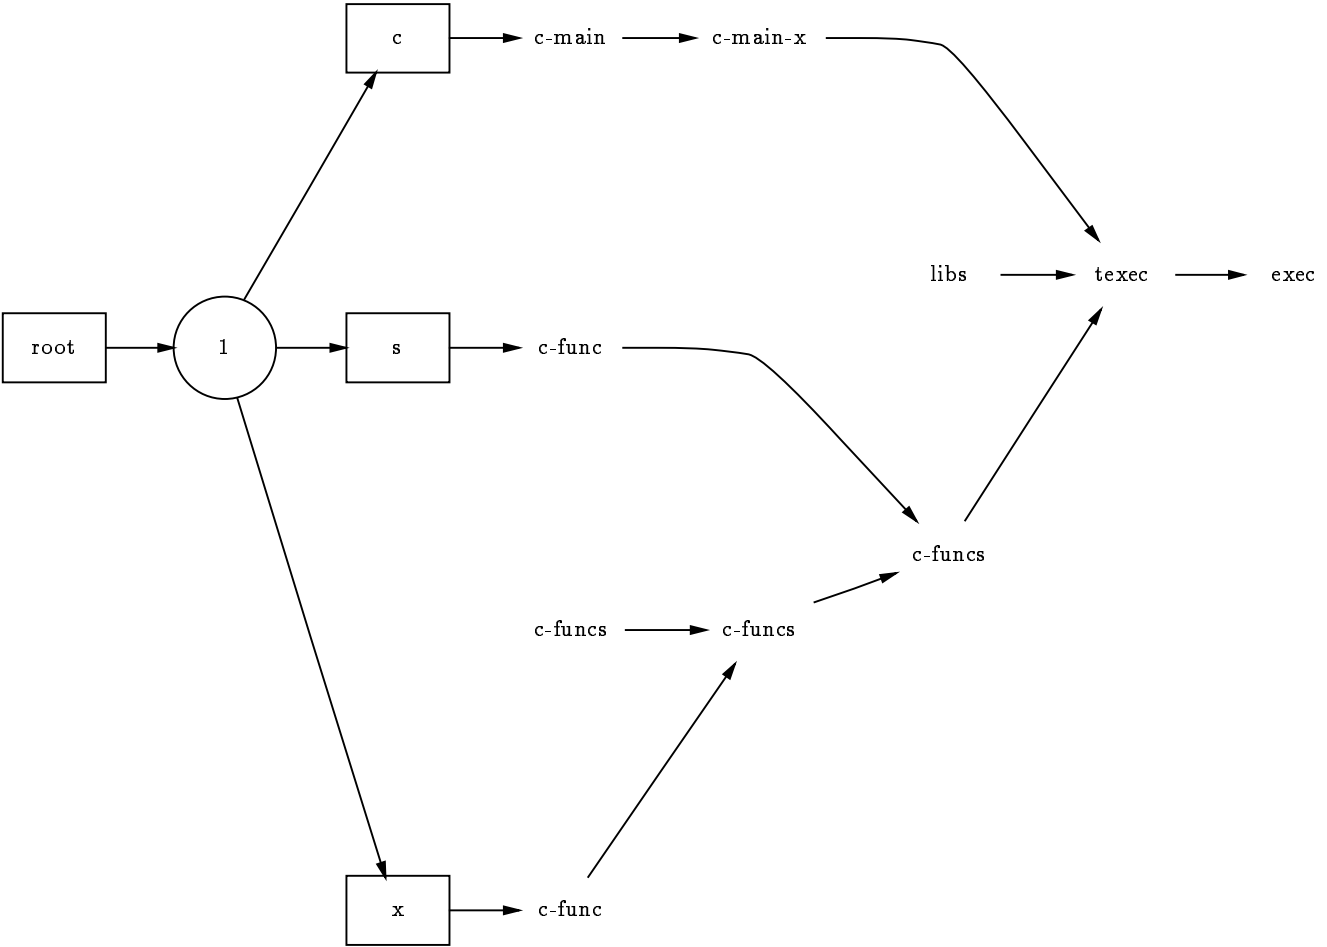 c
c-main
c-main-x
libs
texec
exec
root
1
s
c-func
c-funcs
c-funcs
c-funcs
x
c-func